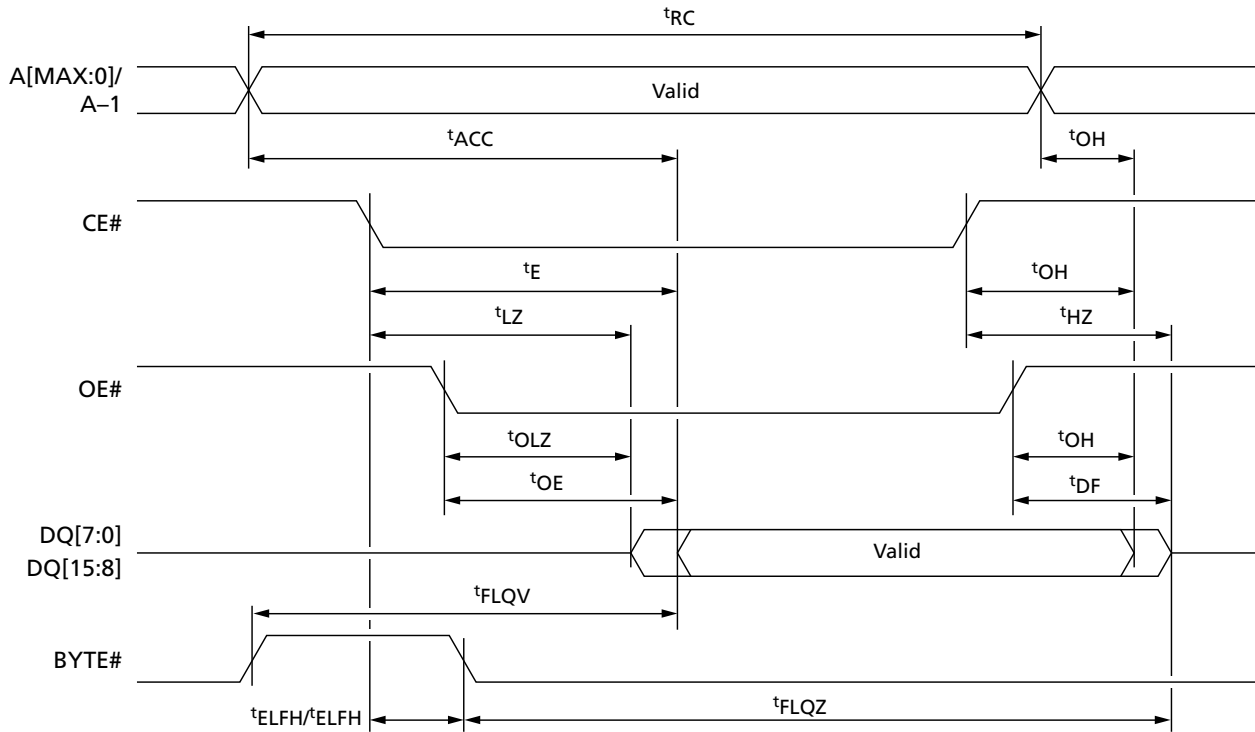 tRC
A[MAX:0]/
A–1
Valid
tACC
tOH
CE#
tE
tOH
tLZ
tHZ
OE#
tOLZ
tOH
tOE
tDF
DQ[7:0]
DQ[15:8]
Valid
tFLQV
BYTE#
tELFH/tELFH
tFLQZ